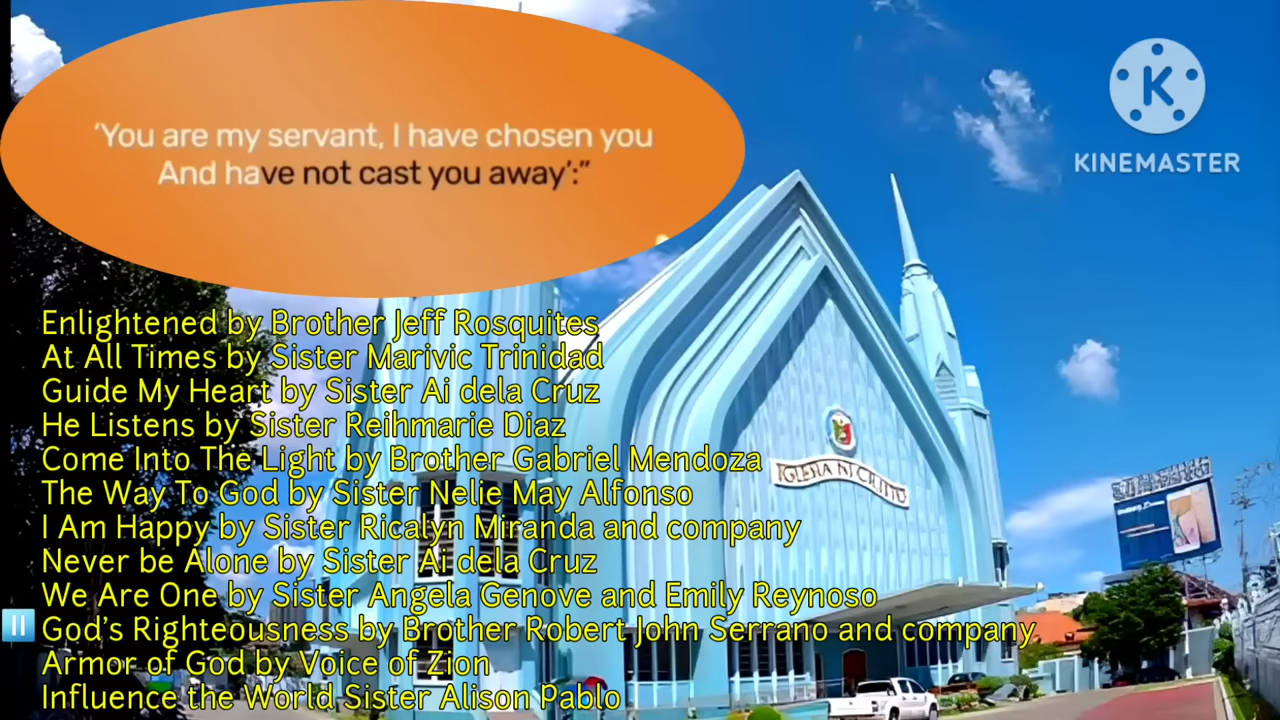 ‘You are my servant, I have chosen you
And have not cast you away’:”
KINEMASTER
Enlightened by Brother Jeff Rosquites
At All Times by Sister Marivic Trinidad
Guide My Heart by Sister Ai dela Cruz
He Listens by Sister Reihmarie Diaz
Come Into The Light by Brother Gabriel Mendoza
IGLESIA NI CRISTO
The Way To God by Sister Nelie May Alfonso
I Am Happy by Sister Ricalyn Miranda and company
Never be Alone by Sister Ai dela Cruz
We Are One by Sister Angela Genove and Emily Reynoso
God’s Righteousness by Brother Robert John Serrano and company
Armor of God by Voice of Zion
Influence the World Sister Alison Pablo